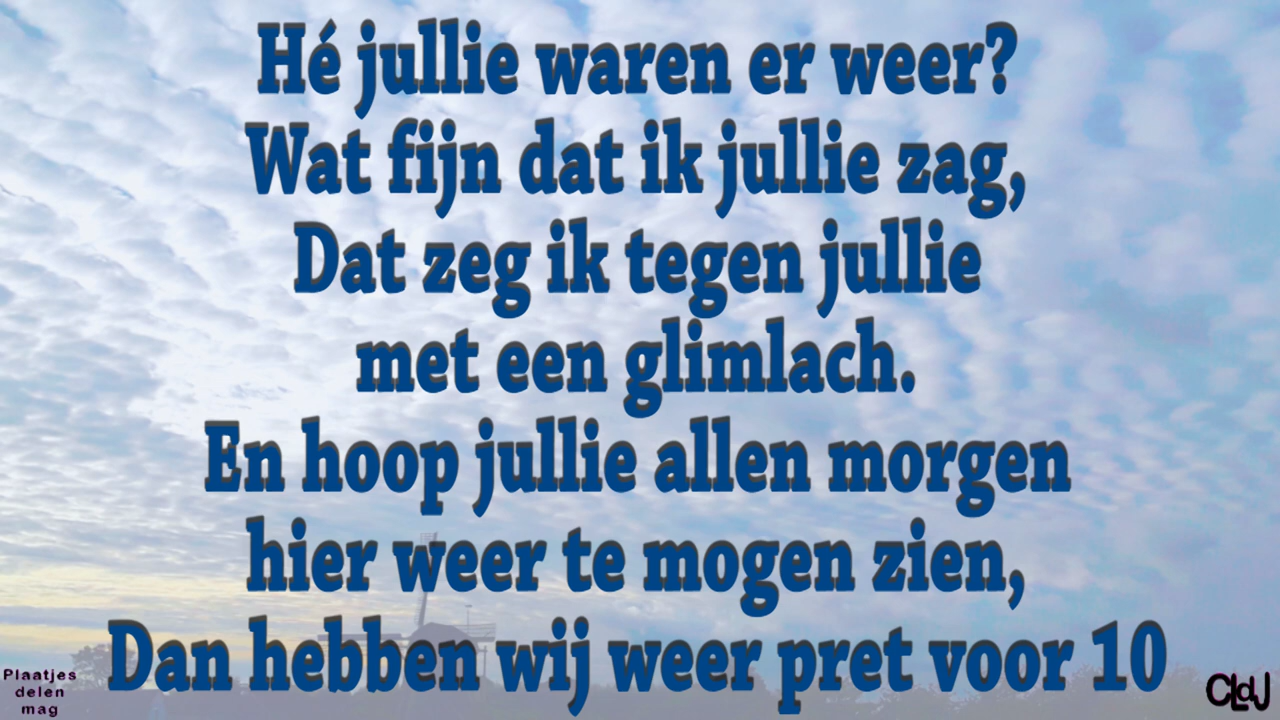 Hé jullie waren er weer?
Wat fijn dat ik jullie zag,
Dat zeg ik tegen jullie
met een glimlach.
En hoop jullie allen morgen
hier weer te mogen zien,
Dan hebben wij weer pret voor 10
Plaatjes
delen
mag
CLdJ